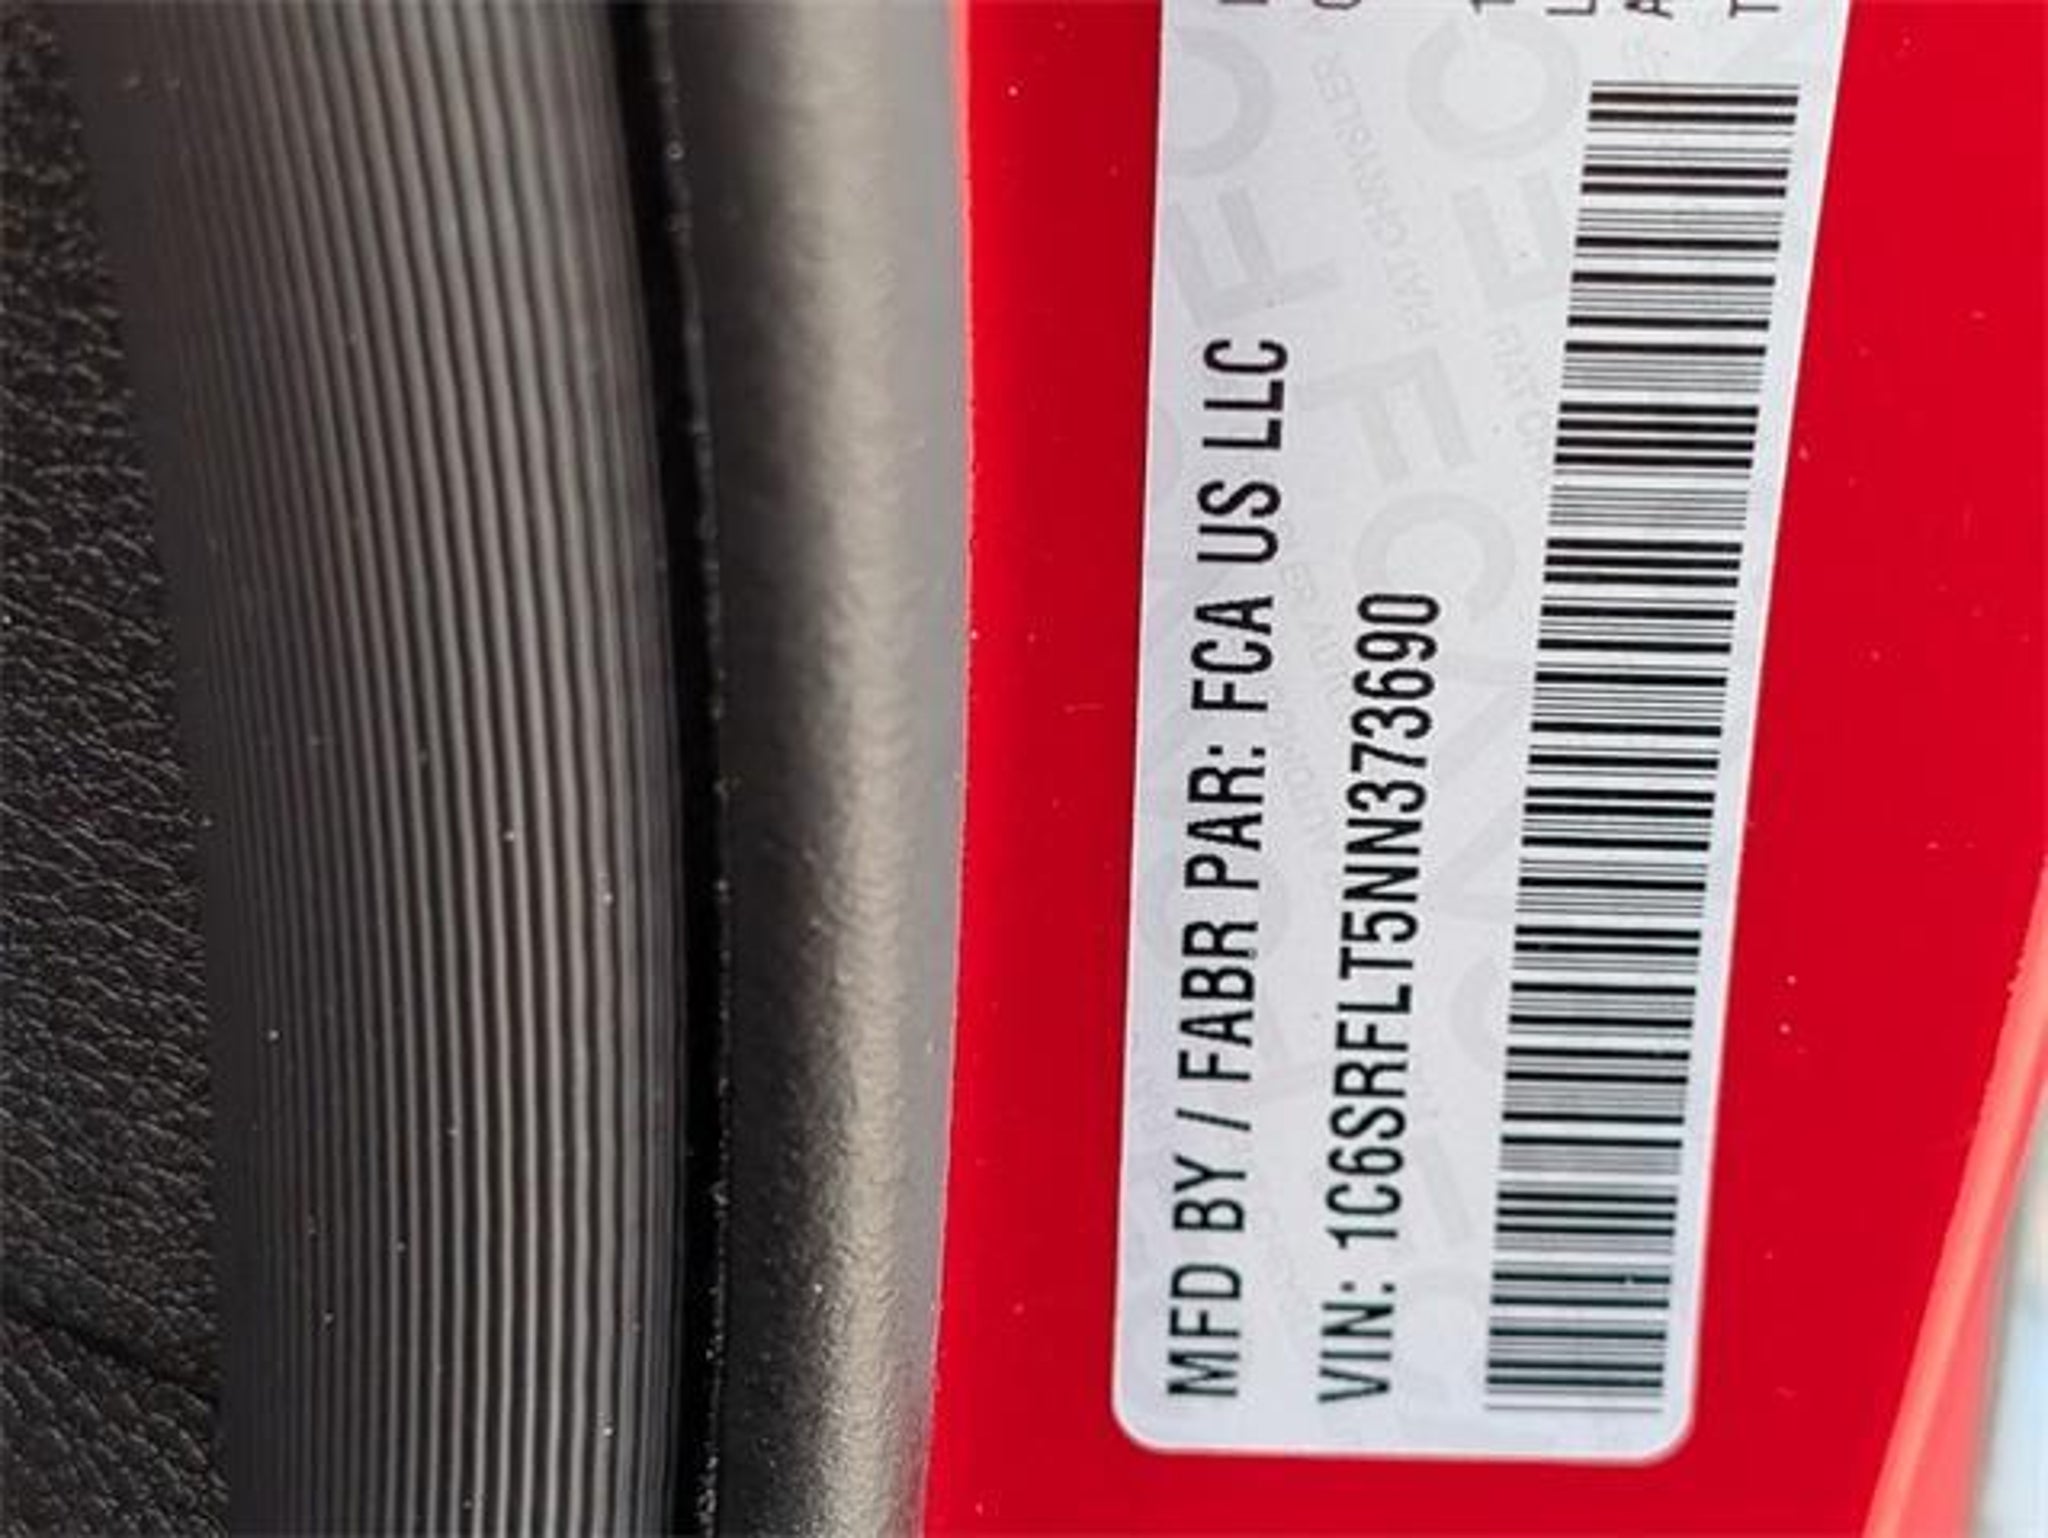 MFD BY / FABR PAR: FCA US LLC
VIN: 1C6SRFLT5NN373690